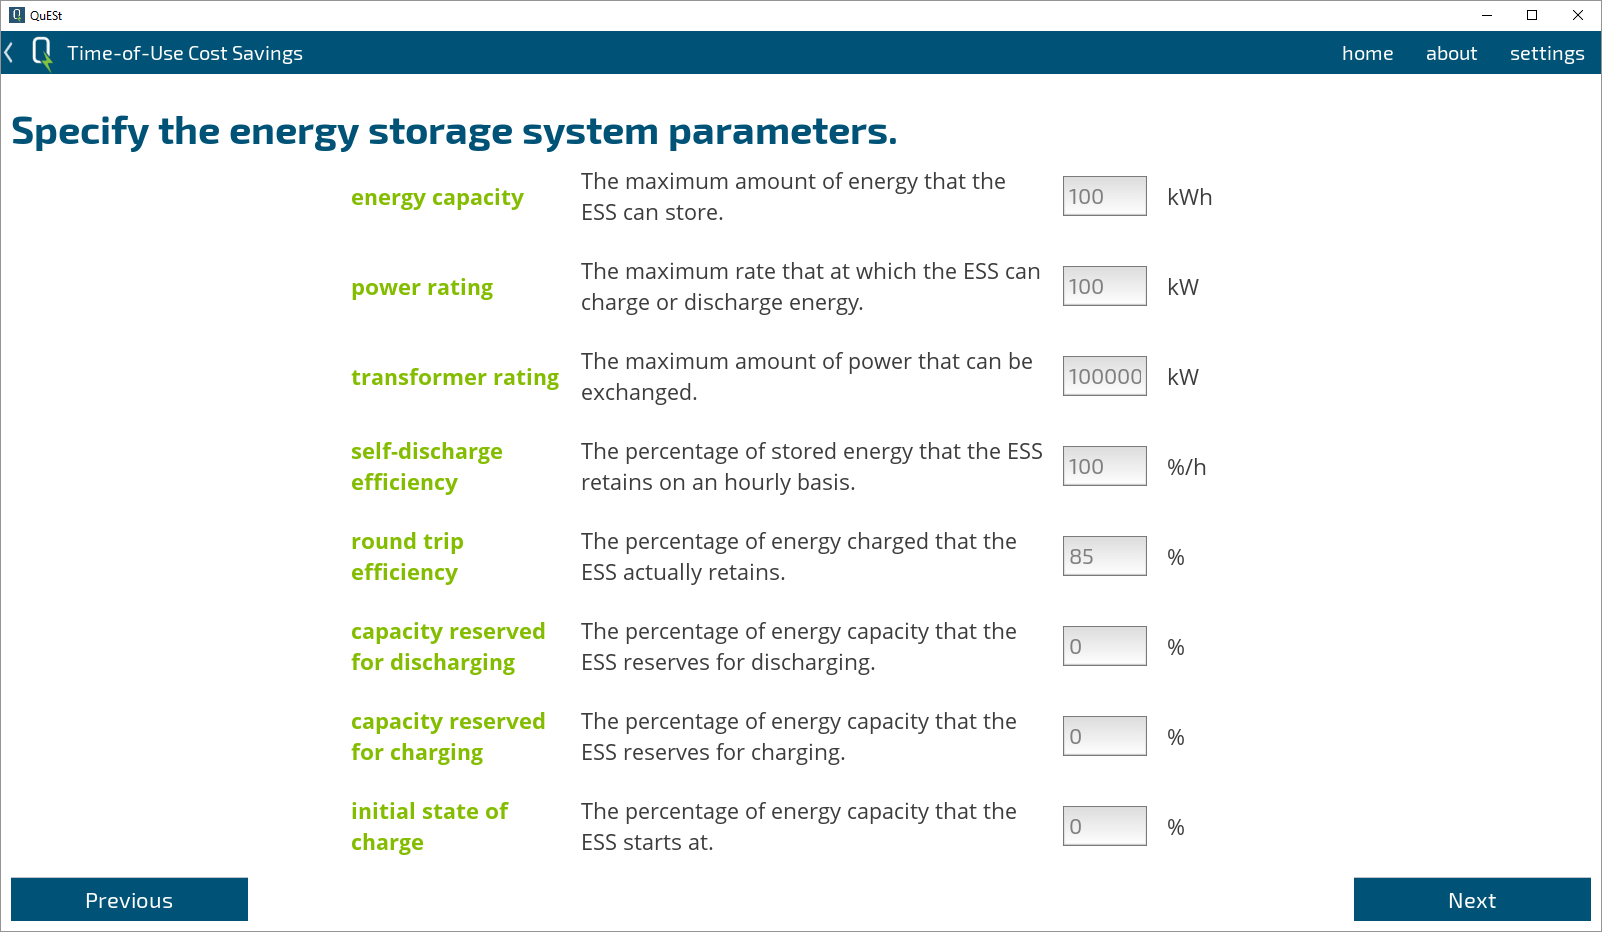 QuESt
Time-of-Use Cost Savings
home about settings
Specify the energy storage system parameters.
energy capacity
The maximum amount of energy that the
ESS can store.
100 kWh
power rating
The maximum rate that at which the ESS can
charge or discharge energy.
100 kW
transformer rating
The maximum amount of power that can be
exchanged.
100000 kW
self-discharge
efficiency
The percentage of stored energy that the ESS
retains on an hourly basis.
100 %/h
round trip
efficiency
The percentage of energy charged that the
ESS actually retains.
85 %
capacity reserved
for discharging
The percentage of energy capacity that the
ESS reserves for discharging.
0 %
capacity reserved
for charging
The percentage of energy capacity that the
ESS reserves for charging.
0 %
initial state of
charge
The percentage of energy capacity that the
ESS starts at.
0 %
Previous
Next